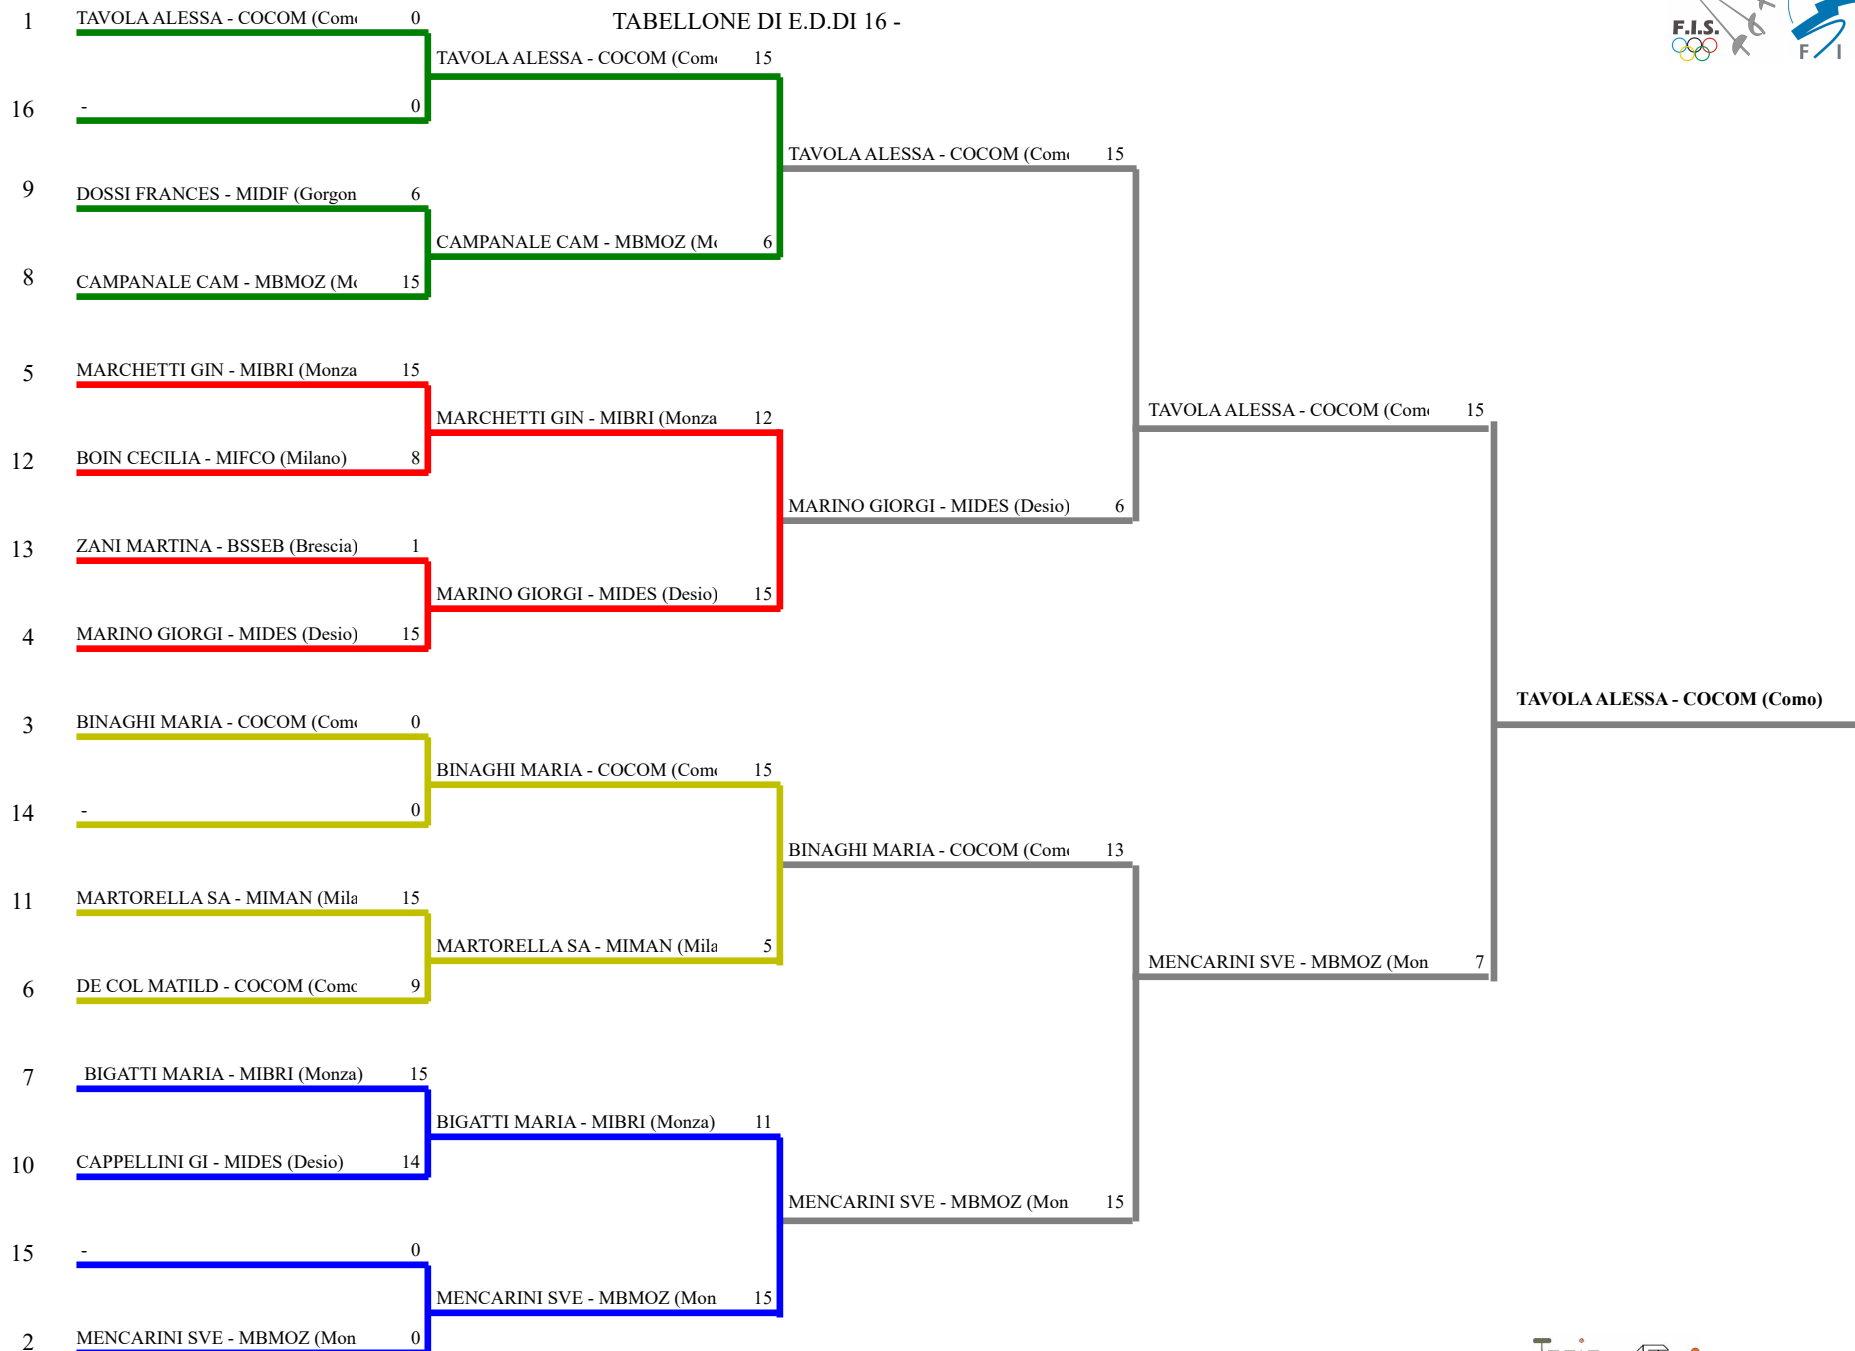 TABELLONE DI E.D.DI 16 -
F.I.S.
F I
1 TAVOLA ALESSA - COCOM (Com 0
16 - 0
9 DOSSI FRANCES - MIDIF (Gorgon 6
8 CAMPANALE CAM - MBMOZ (M 15
5 MARCHETTI GIN - MIBRI (Monza 15
12 BOIN CECILIA - MIFCO (Milano) 8
13 ZANI MARTINA - BSSEB (Brescia) 1
4 MARINO GIORGI - MIDES (Desio) 15
3 BINAGHI MARIA - COCOM (Com 0
14 - 0
11 MARTORELLA SA - MIMAN (Mila 15
6 DE COL MATILD - COCOM (Como 9
7 BIGATTI MARIA - MIBRI (Monza) 15
10 CAPPELLINI GI - MIDES (Desio) 14
15 - 0
2 MENCARINI SVE - MBMOZ (Mon 0
TAVOLA ALESSA - COCOM (Com 15
CAMPANALE CAM - MBMOZ (M 6
MARCHETTI GIN - MIBRI (Monza 12
MARINO GIORGI - MIDES (Desio) 15
BINAGHI MARIA - COCOM (Com 15
MARTORELLA SA - MIMAN (Mila 5
BIGATTI MARIA - MIBRI (Monza) 11
MENCARINI SVE - MBMOZ (Mon 15
TAVOLA ALESSA - COCOM (Com 15
MARINO GIORGI - MIDES (Desio) 6
BINAGHI MARIA - COCOM (Com 13
MENCARINI SVE - MBMOZ (Mon 15
TAVOLA ALESSA - COCOM (Com 15
MENCARINI SVE - MBMOZ (Mon 7
TAVOLA ALESSA - COCOM (Como)